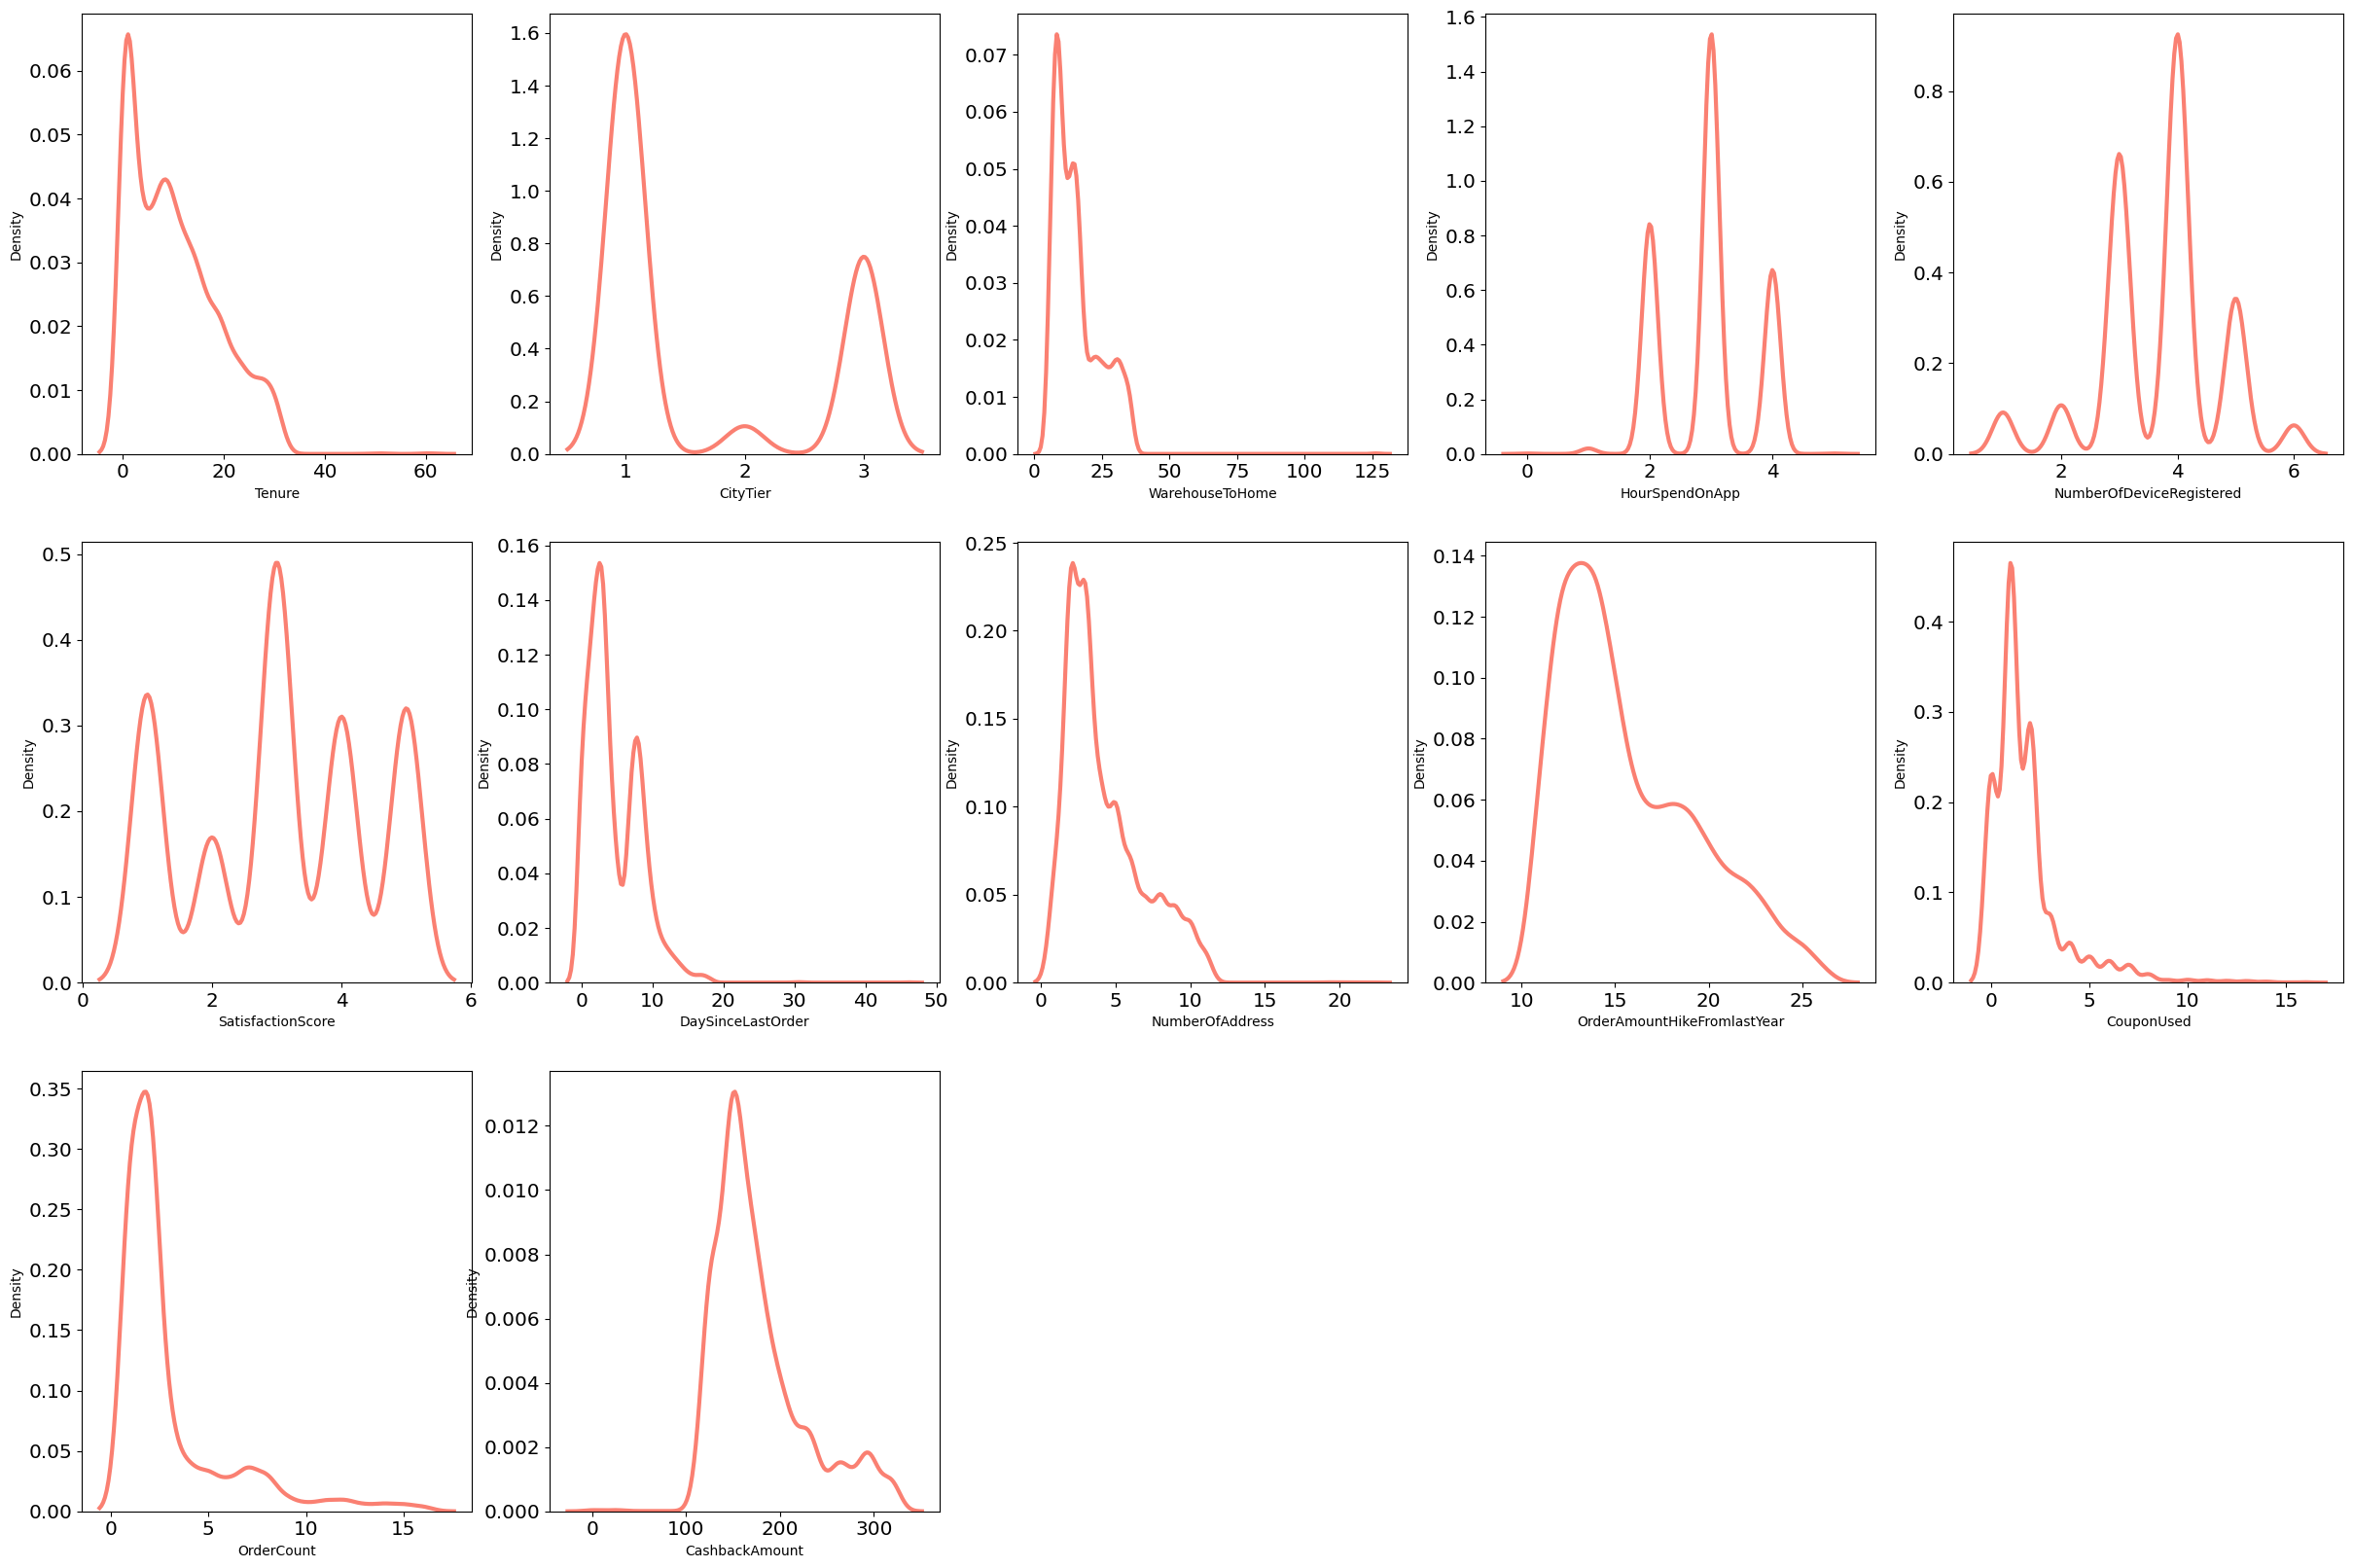 0.06
0.05
0.04
0.03
0.02
0.01
0.00
Density
0 20 40 60
Tenure
1.6
1.4
1.2
1.0
0.8
0.6
0.4
0.2
0.0
Density
1 2 3
CityTier
0.07
0.06
0.05
0.04
0.03
0.02
0.01
0.00
Density
0 25 50 75 100 125
WarehouseToHome
1.6
1.4
1.2
1.0
0.8
0.6
0.4
0.2
0.0
Density
0 2 4
HourSpendOnApp
0.8
0.6
0.4
0.2
0.0
Density
2 4 6
NumberOfDeviceRegistered
0.5
0.4
0.3
0.2
0.1
0.0
Density
0 2 4 6
SatisfactionScore
0.16
0.14
0.12
0.10
0.08
0.06
0.04
0.02
0.00
Density
0 10 20 30 40 50
DaySinceLastOrder
0.25
0.20
0.15
0.10
0.05
0.00
Density
0 5 10 15 20
NumberOfAddress
0.14
0.12
0.10
0.08
0.06
0.04
0.02
0.00
Density
10 15 20 25
OrderAmountHikeFromlastYear
0.4
0.3
0.2
0.1
0.0
Density
0 5 10 15
CouponUsed
0.35
0.30
0.25
0.20
0.15
0.10
0.05
0.00
Density
0 5 10 15
OrderCount
0.012
0.010
0.008
0.006
0.004
0.002
0.000
Density
0 100 200 300
CashbackAmount